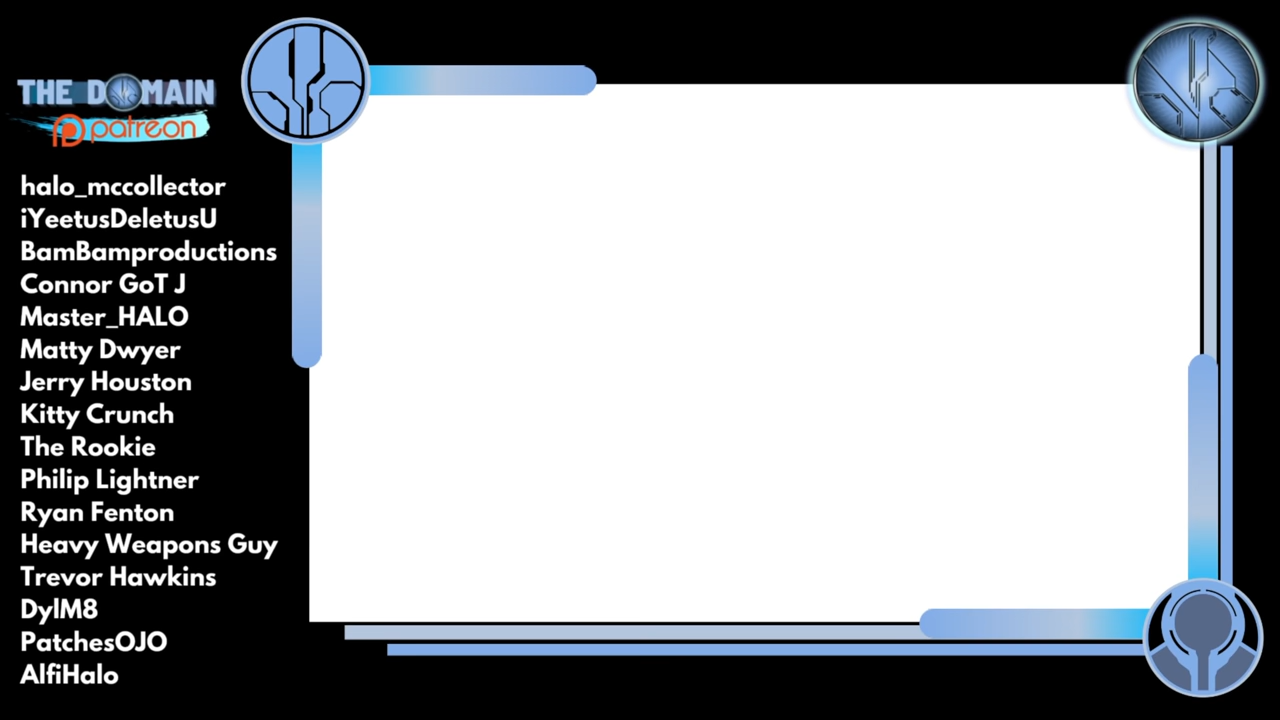 THE DOMAIN
patreon
halo_mccollector
iYeetusDeletusU
BamBamproductions
Connor GoT J
Master_HALO
Matty Dwyer
Jerry Houston
Kitty Crunch
The Rookie
Philip Lightner
Ryan Fenton
Heavy Weapons Guy
Trevor Hawkins
DylM8
PatchesOJO
AlfiHalo